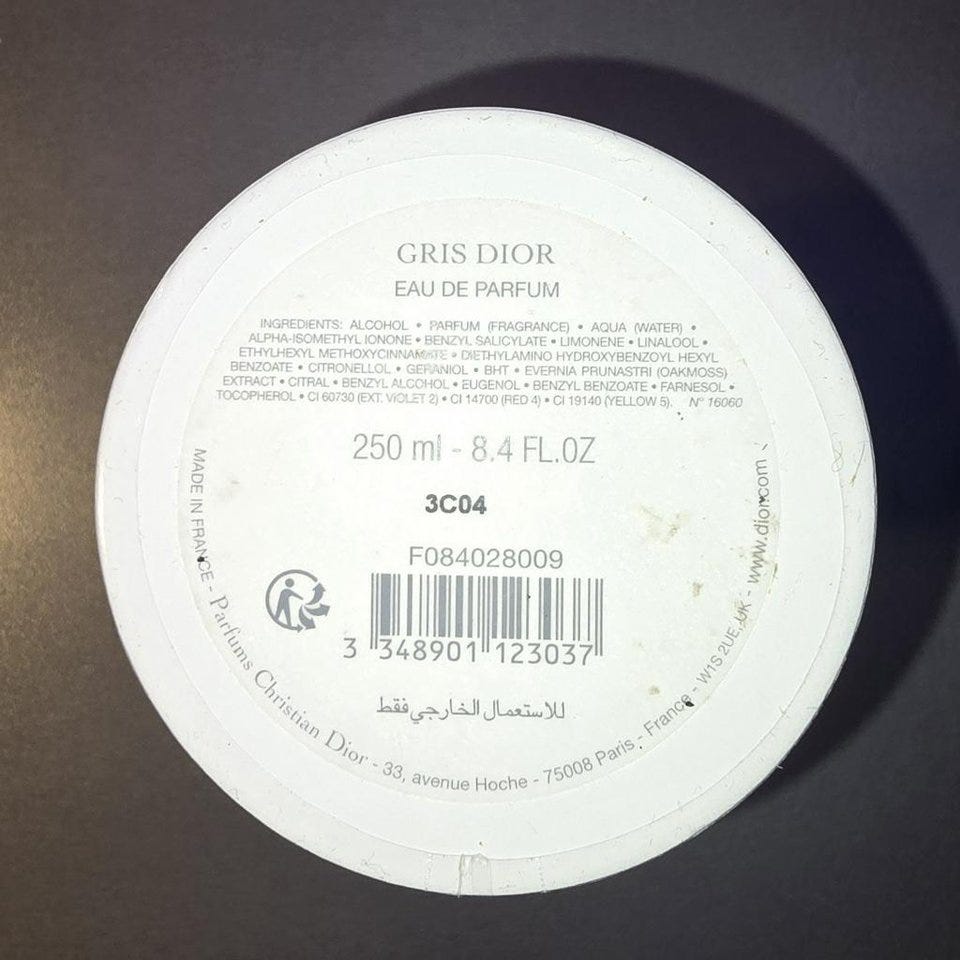 GRIS DIOR
EAU DE PARFUM
INGREDIENTS: ALCOHOL • PARFUM (FRAGRANCE) • AQUA (WATER) •
ALPHA-ISOMETHYL IONONE • BENZYL SALICYLATE • LIMONENE • LINALOOL •
ETHYLHEXYL METHOXYCINNAMATE • DIETHYLAMINO HYDROXYBENZOYL HEXYL
BENZOATE • CITRONELLOL • GERANIOL • BHT • EVERNIA PRUNASTRI (OAKMOSS)
EXTRACT • CITRAL • BENZYL ALCOHOL • EUGENOL • BENZYL BENZOATE • FARNESOL •
TOCOPHEROL • CI 60730 (EXT. VIOLET 2) • CI 14700 (RED 4) • CI 19140 (YELLOW 5). N° 16060
250 ml - 8.4 FL.OZ
3C04
F084028009
3 348901 123037
للاستعمال الخارجي فقط
MADE IN FRANCE - Parfums Christian Dior - 33, avenue Hoche - 75008 Paris - France - W1S 2UE, UK - www.dior.com